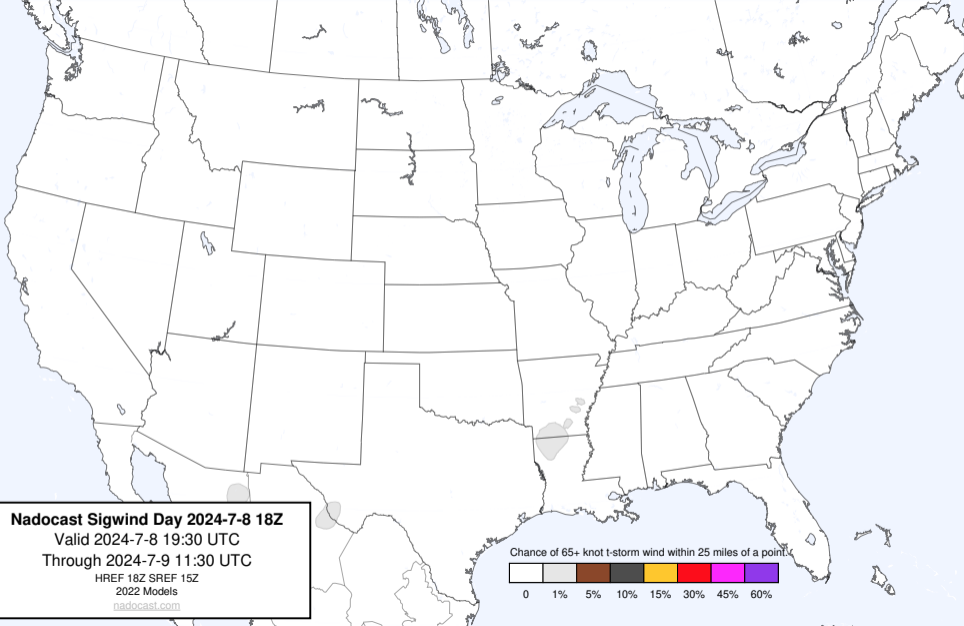 Nadocast Sigwind Day 2024-7-8 18Z
Valid 2024-7-8 19:30 UTC
Through 2024-7-9 11:30 UTC
HREF 18Z SREF 15Z
2022 Models
nadocast.com
Chance of 65+ knot t-storm wind within 25 miles of a point.
0 1% 5% 10% 15% 30% 45% 60%